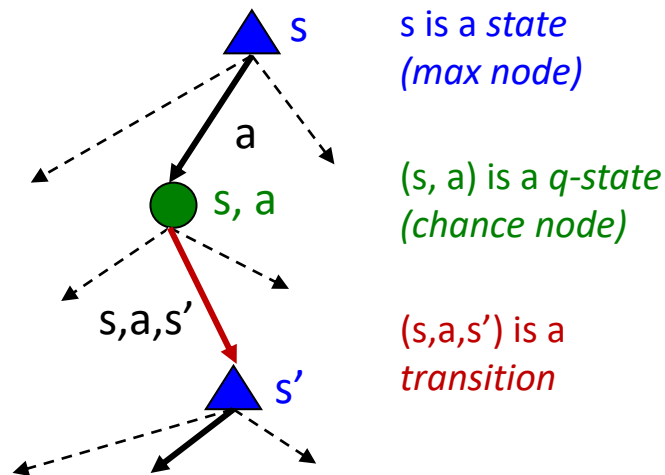 s
s is a state
(max node)
a
s, a
(s, a) is a q-state
(chance node)
s,a,s’
(s,a,s’) is a
transition
s’